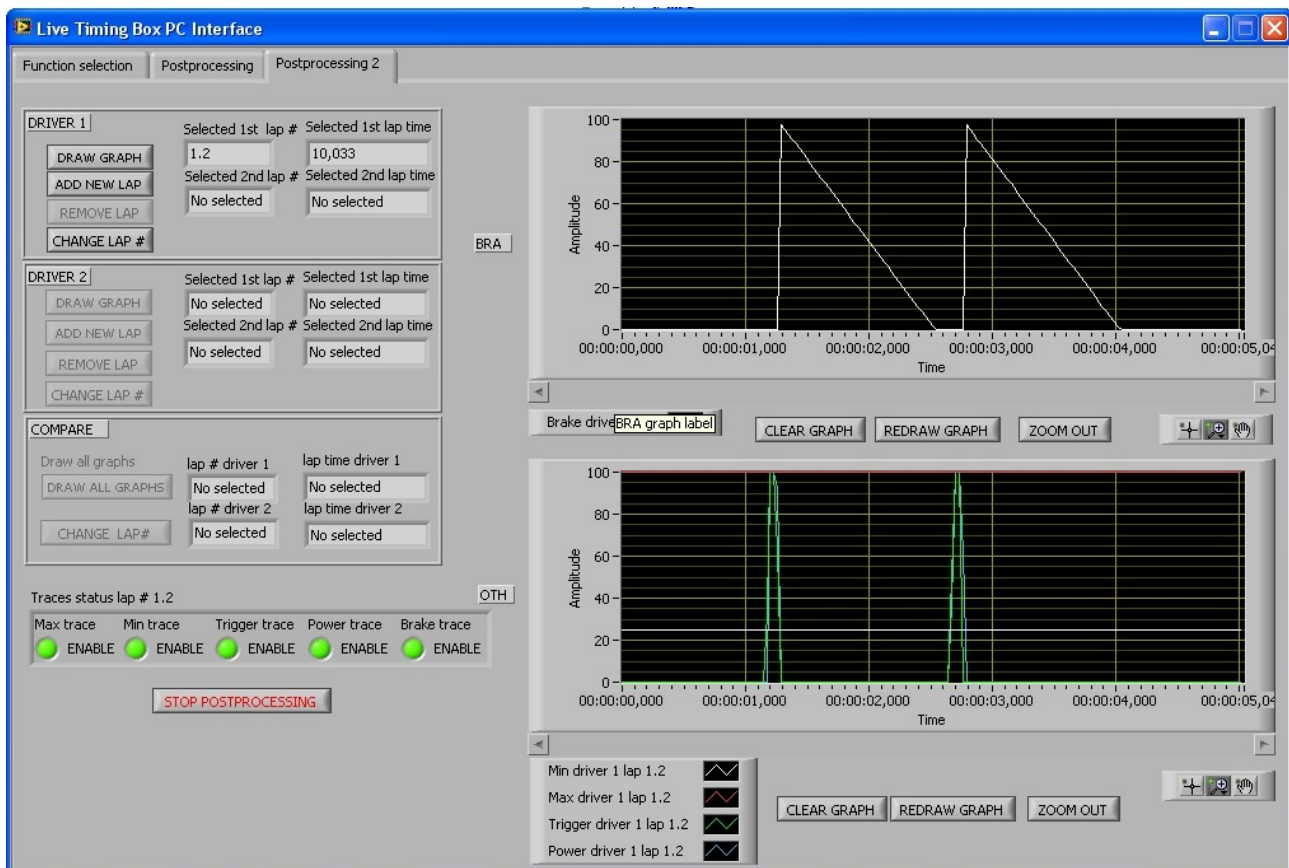 Live Timing Box PC Interface
Function selection Postprocessing Postprocessing 2
DRIVER 1
Selected 1st lap # Selected 1st lap time
DRAW GRAPH 1.2 10,033
ADD NEW LAP Selected 2nd lap # Selected 2nd lap time
REMOVE LAP No selected No selected
CHANGE LAP #
DRIVER 2
Selected 1st lap # Selected 1st lap time
DRAW GRAPH No selected No selected
ADD NEW LAP Selected 2nd lap # Selected 2nd lap time
REMOVE LAP No selected No selected
CHANGE LAP #
COMPARE
Draw all graphs lap # driver 1 lap time driver 1
DRAW ALL GRAPHS No selected No selected
lap # driver 2 lap time driver 2
CHANGE LAP# No selected No selected
Traces status lap # 1.2
Max trace Min trace Trigger trace Power trace Brake trace
ENABLE ENABLE ENABLE ENABLE ENABLE
STOP POSTPROCESSING
BRA
100
80
60
40
20
0
Amplitude
00:00:00,000 00:00:01,000 00:00:02,000 00:00:03,000 00:00:04,000 00:00:05,04
Time
Brake drive BRA graph label
CLEAR GRAPH REDRAW GRAPH ZOOM OUT
OTH
100
80
60
40
20
0
Amplitude
00:00:00,000 00:00:01,000 00:00:02,000 00:00:03,000 00:00:04,000 00:00:05,04
Time
Min driver 1 lap 1.2
Max driver 1 lap 1.2
Trigger driver 1 lap 1.2
Power driver 1 lap 1.2
CLEAR GRAPH REDRAW GRAPH ZOOM OUT